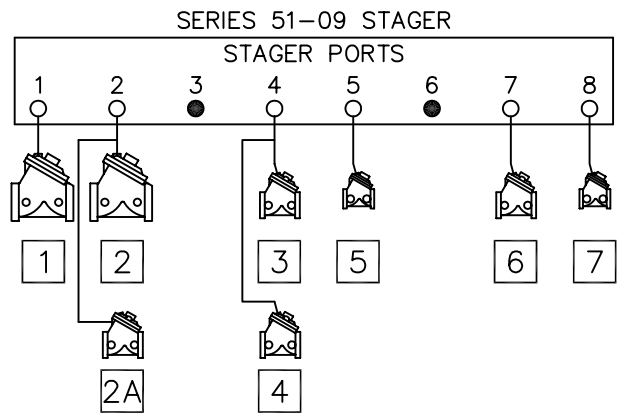 SERIES 51-09 STAGER
STAGER PORTS
1 2 3 4 5 6 7 8
1 2 3 5 6 7
2A 4